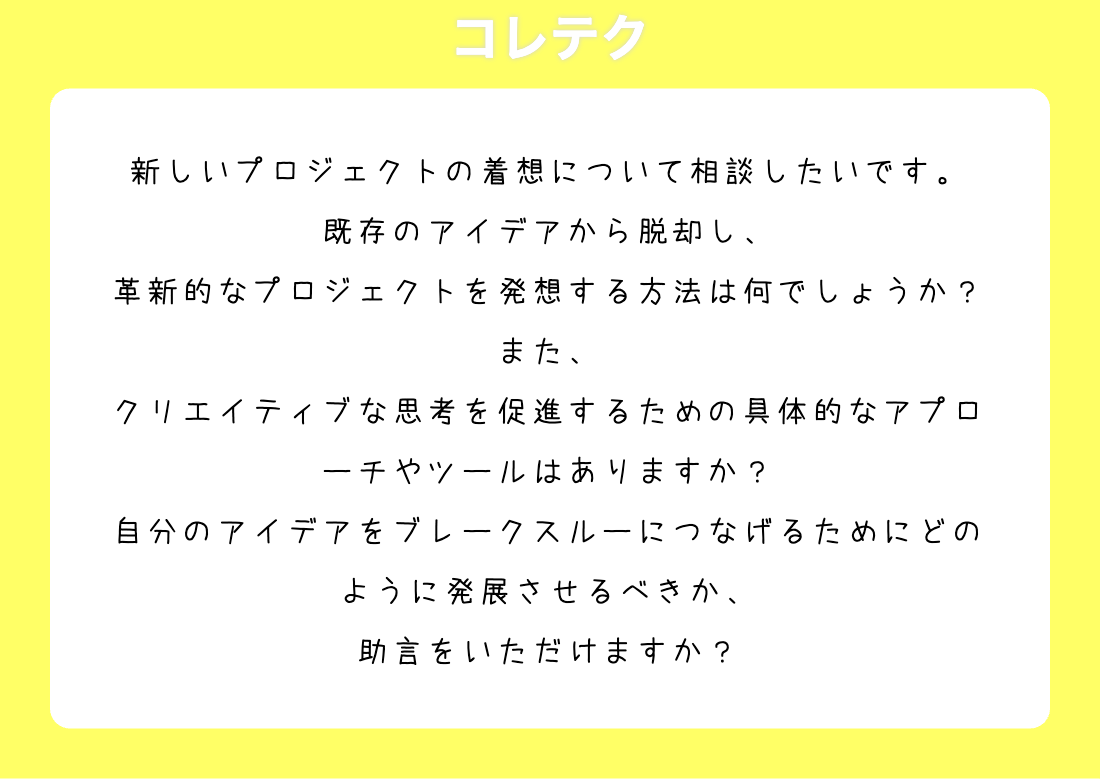 コレテク
新しいプロジェクトの着想について相談したいです。
既存のアイデアから脱却し、
革新的なプロジェクトを発想する方法は何でしょうか？
また、
クリエイティブな思考を促進するための具体的なアプロ
ーチやツールはありますか？
自分のアイデアをブレークスルーにつなげるためにどの
ように発展させるべきか、
助言をいただけますか？